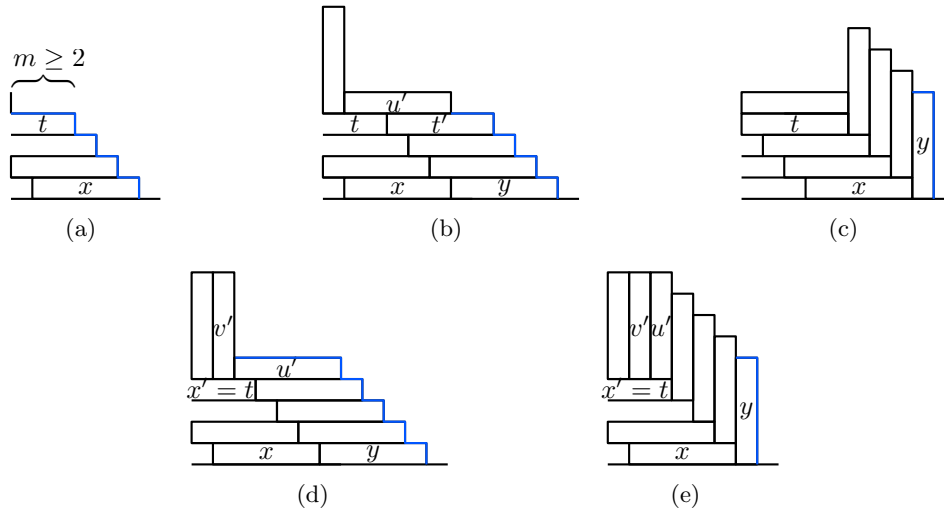 m ≥ 2
t
x
(a)
u′
t t′
x y
(b)
t
y
x
(c)
v′
u′
x′ = t
x y
(d)
v′ u′
x′ = t
y
x
(e)